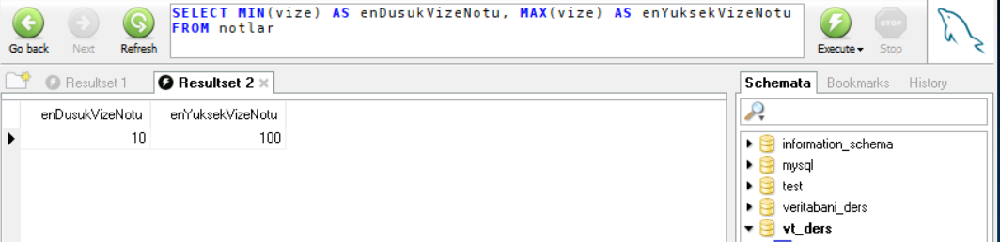 SELECT MIN(vize) AS enDusukVizeNotu, MAX(vize) AS enYuksekVizeNotu
FROM notlar
Go back Next Refresh Execute STOP Stop
Resultset 1 Resultset 2
enDusukVizeNotu enYuksekVizeNotu
10 100
Schemata Bookmarks History
information_schema
mysql
test
veritabani_ders
vt_ders